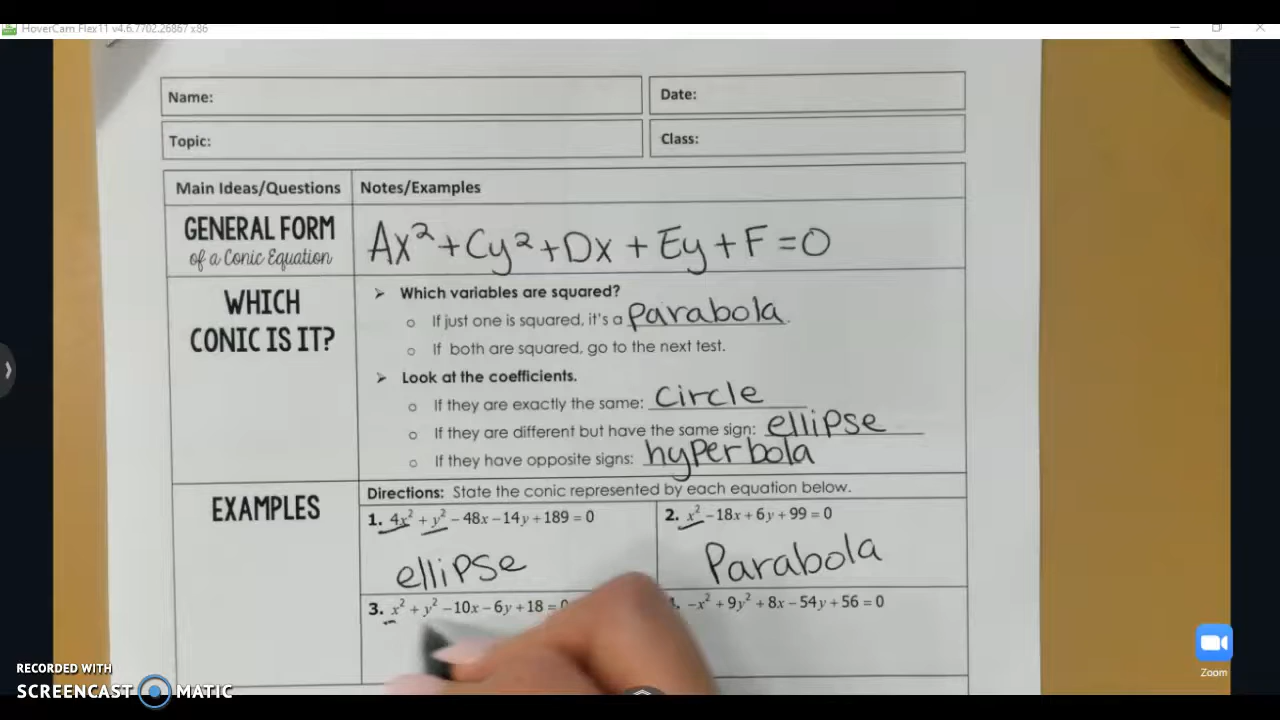 HoverCam Flex11 v4.6.7702.26867 x86
Name:
Date:
Topic:
Class:
Main Ideas/Questions
Notes/Examples
GENERAL FORM
of a Conic Equation
Ax² + Cy² + Dx + Ey + F = 0
WHICH
CONIC IS IT?
➢ Which variables are squared?
o If just one is squared, it's a parabola.
o If both are squared, go to the next test.
➢ Look at the coefficients.
o If they are exactly the same: circle
o If they are different but have the same sign: ellipse
o If they have opposite signs: hyperbola
EXAMPLES
Directions: State the conic represented by each equation below.
1. 4x² + y² – 48x – 14y + 189 = 0
ellipse
2. x² – 18x + 6y + 99 = 0
Parabola
3. x² + y² – 10x – 6y + 18 = 0
–x² + 9y² + 8x – 54y + 56 = 0
Zoom
RECORDED WITH
SCREENCAST MATIC